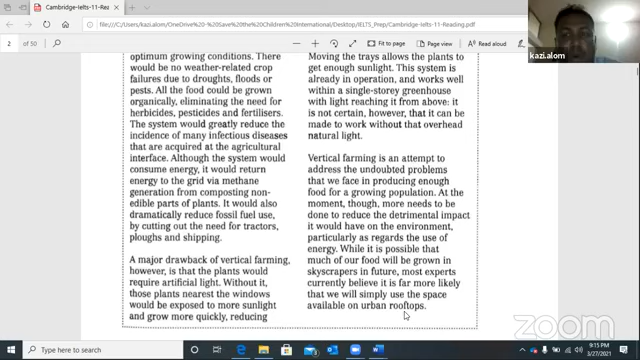 Cambridge-Ielts-11-Reading.pdf
file:///C:/Users/kazi.alom/OneDrive%20-%20Save%20the%20Children%20International/Desktop/IELTS_Prep/Cambridge-Ielts-11-Reading.pdf
2 of 50
Fit to page
Page view
Read aloud
kazi.alom
optimum growing conditions. There
would be no weather-related crop
failures due to droughts, floods or
pests. All the food could be grown
organically, eliminating the need for
herbicides, pesticides and fertilisers.
The system would greatly reduce the
incidence of many infectious diseases
that are acquired at the agricultural
interface. Although the system would
consume energy, it would return
energy to the grid via methane
generation from composting non-
edible parts of plants. It would also
dramatically reduce fossil fuel use,
by cutting out the need for tractors,
ploughs and shipping.
A major drawback of vertical farming,
however, is that the plants would
require artificial light. Without it,
those plants nearest the windows
would be exposed to more sunlight
and grow more quickly, reducing
Moving the trays allows the plants to
get enough sunlight. This system is
already in operation, and works well
within a single-storey greenhouse
with light reaching it from above: it
is not certain, however, that it can be
made to work without that overhead
natural light.
Vertical farming is an attempt to
address the undoubted problems
that we face in producing enough
food for a growing population. At the
moment, though, more needs to be
done to reduce the detrimental impact
it would have on the environment,
particularly as regards the use of
energy. While it is possible that
much of our food will be grown in
skyscrapers in future, most experts
currently believe it is far more likely
that we will simply use the space
available on urban rooftops.
zoom
Type here to search
9:15 PM
3/27/2021